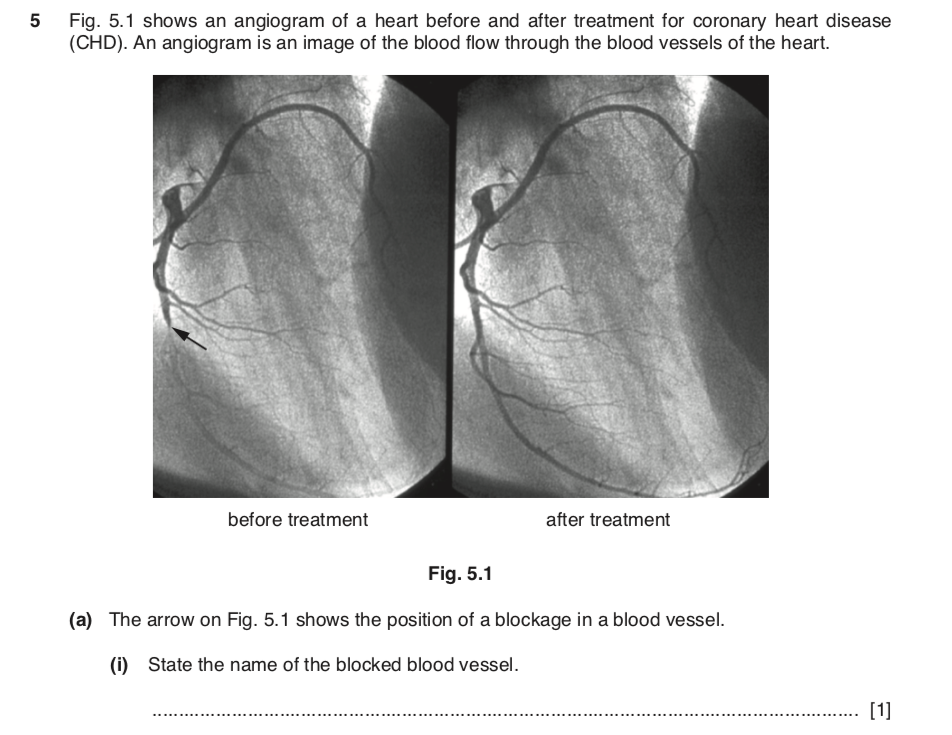 5 Fig. 5.1 shows an angiogram of a heart before and after treatment for coronary heart disease
(CHD). An angiogram is an image of the blood flow through the blood vessels of the heart.
before treatment after treatment
Fig. 5.1
(a) The arrow on Fig. 5.1 shows the position of a blockage in a blood vessel.
(i) State the name of the blocked blood vessel.
.......................................................................................................................................... [1]